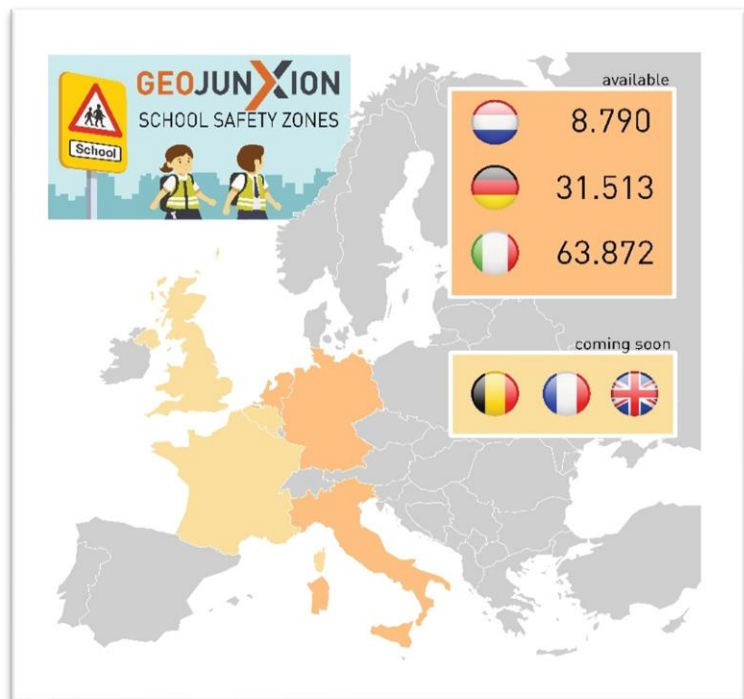 GEOJUNXION
SCHOOL SAFETY ZONES
School
available
8.790
31.513
63.872
coming soon